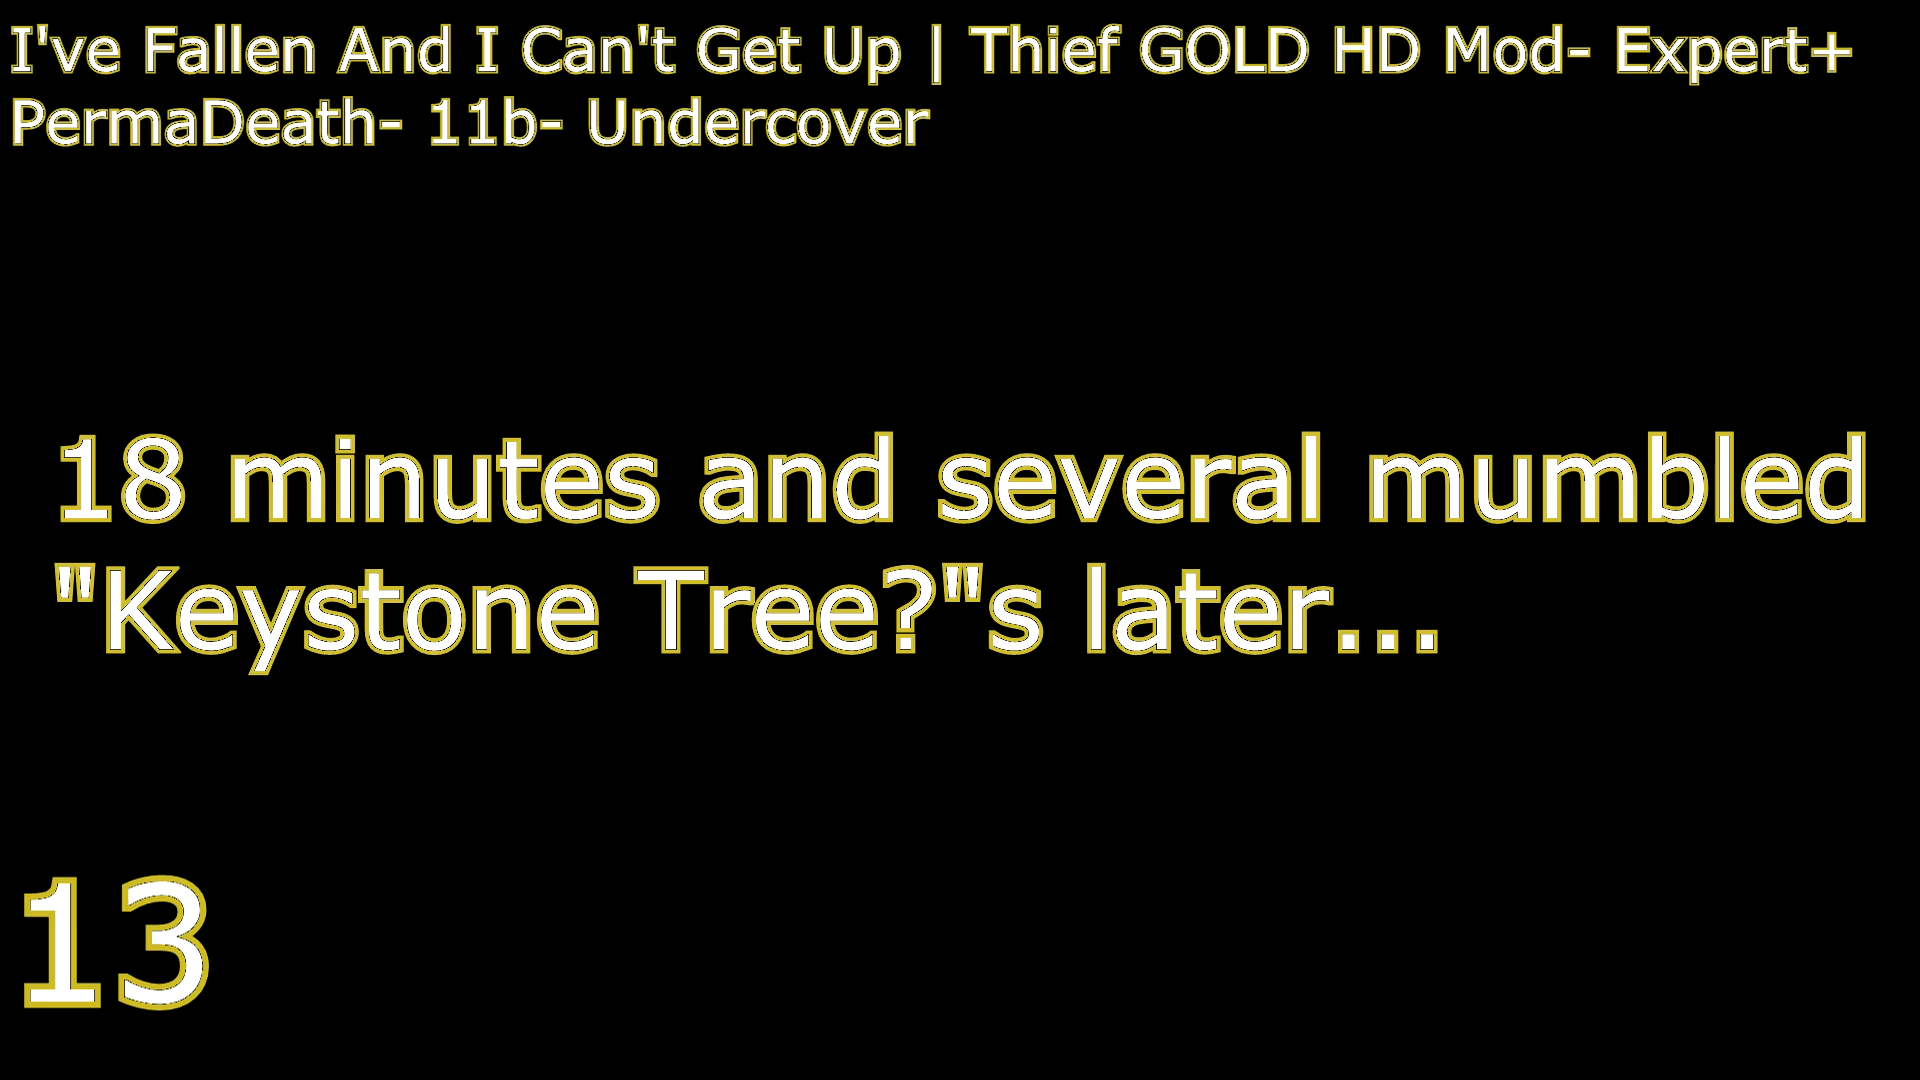 I've Fallen And I Can't Get Up | Thief GOLD HD Mod- Expert+
PermaDeath- 11b- Undercover
18 minutes and several mumbled
"Keystone Tree?"s later...
13